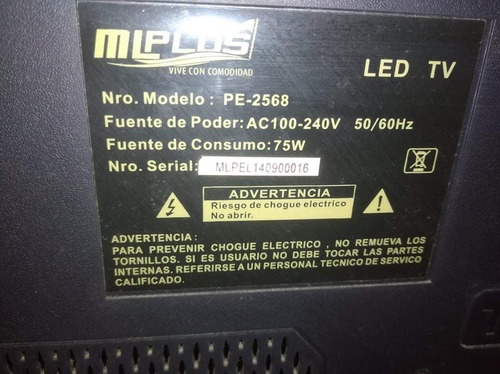 MLPLUS
VIVE CON COMODIDAD
LED TV
Nro. Modelo : PE-2568
Fuente de Poder: AC100-240V 50/60Hz
Fuente de Consumo: 75W
Nro. Serial: MLPEL140900016
ADVERTENCIA
Riesgo de chogue electrico
No abrir.
ADVERTENCIA :
PARA PREVENIR CHOGUE ELECTRICO , NO REMUEVA LOS
TORNILLOS. SI ES USUARIO NO DEBE TOCAR LAS PARTES
INTERNAS. REFERIRSE A UN PERSONAL TECNICO DE SERVICO
CALIFICADO.